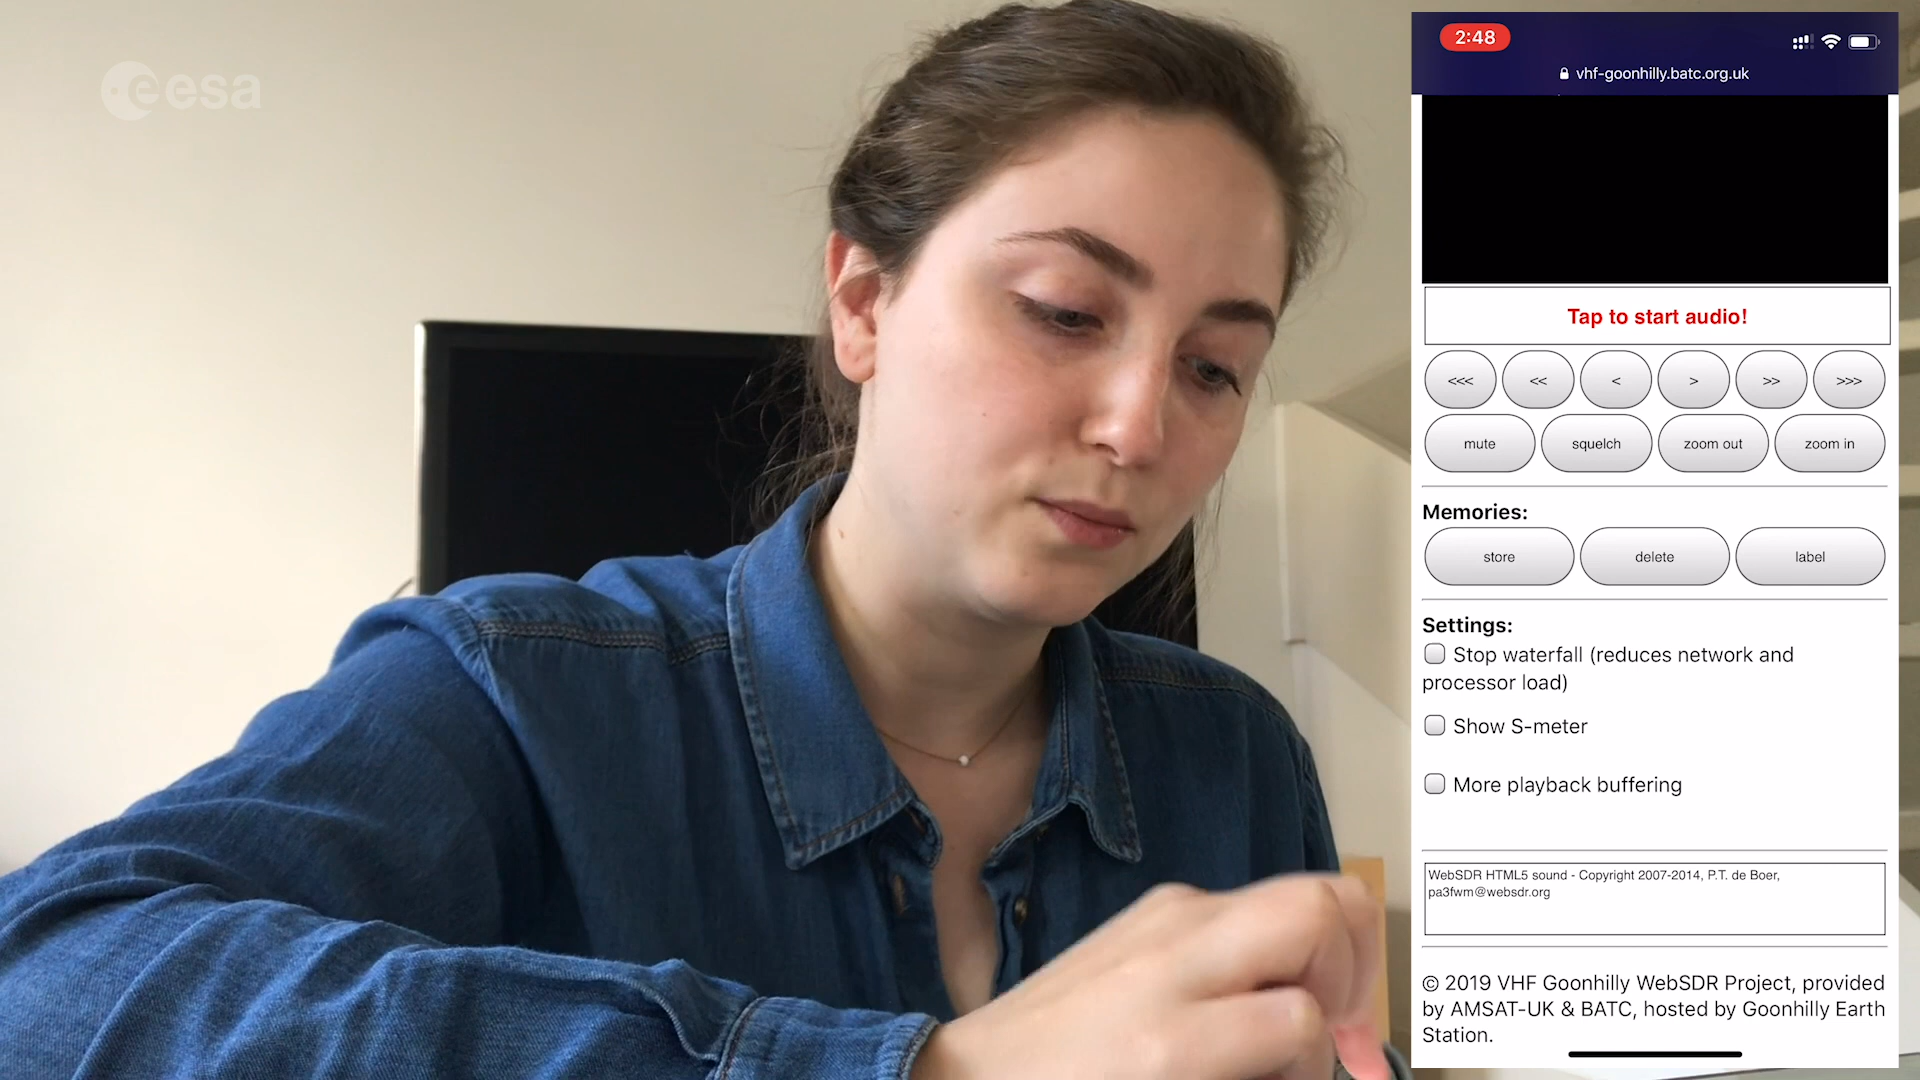 eesa
2:48
vhf-goonhilly.batc.org.uk
Tap to start audio!
<<< << < > >> >>>
mute squelch zoom out zoom in
Memories:
store delete label
Settings:
Stop waterfall (reduces network and
processor load)
Show S-meter
More playback buffering
WebSDR HTML5 sound - Copyright 2007-2014, P.T. de Boer,
pa3fwm@websdr.org
© 2019 VHF Goonhilly WebSDR Project, provided
by AMSAT-UK & BATC, hosted by Goonhilly Earth
Station.